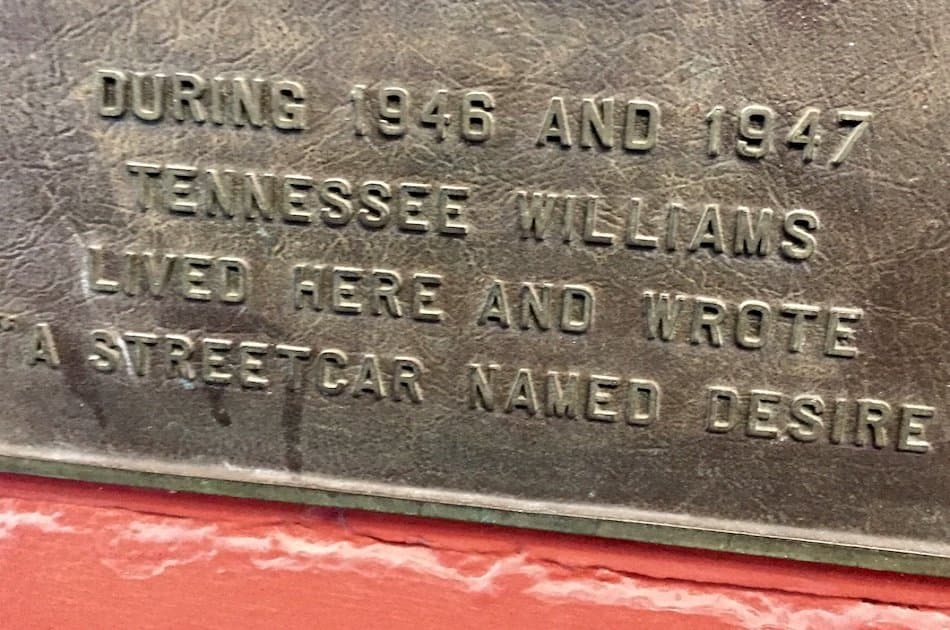 DURING 1946 AND 1947
TENNESSEE WILLIAMS
LIVED HERE AND WROTE
"A STREETCAR NAMED DESIRE